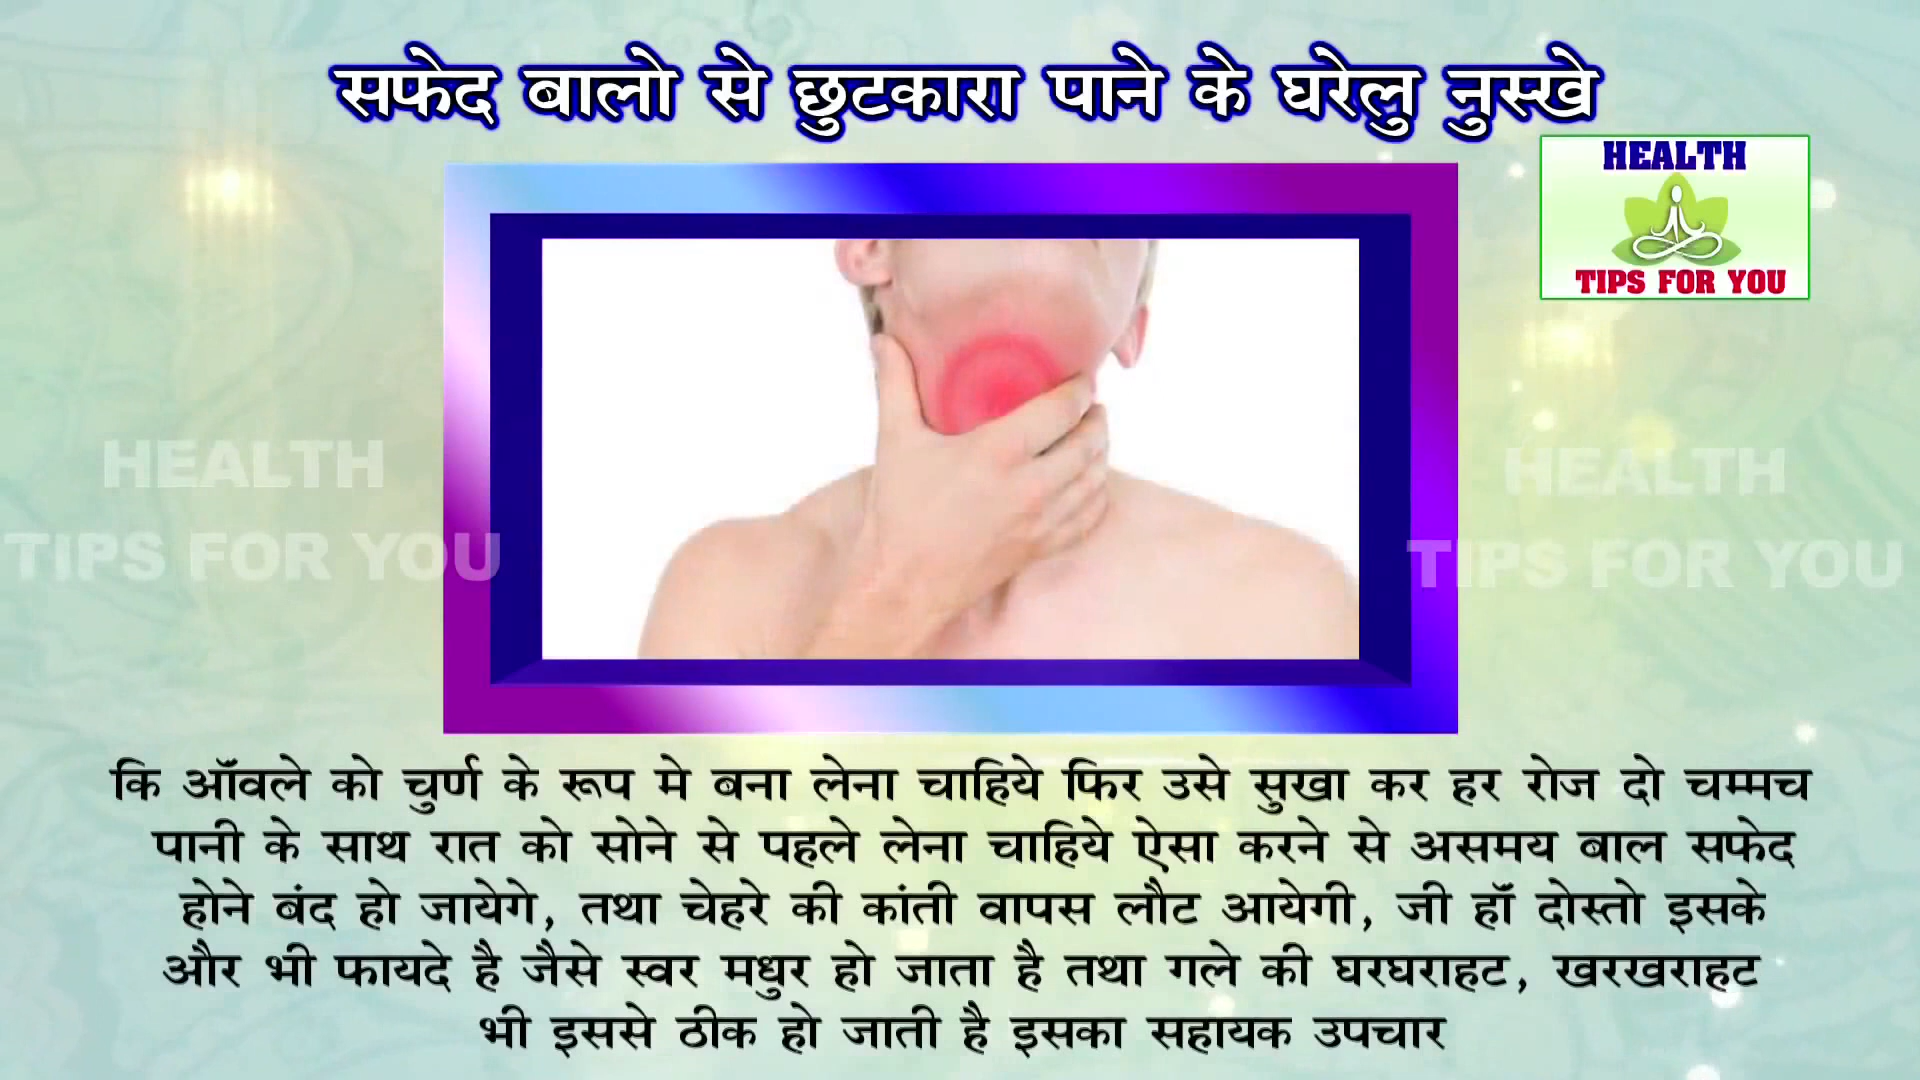 सफेद बालो से छुटकारा पाने के घरेलु नुस्खे
HEALTH
TIPS FOR YOU
HEALTH
TIPS FOR YOU
HEALTH
TIPS FOR YOU
कि ऑंवले को चुर्ण के रूप मे बना लेना चाहिये फिर उसे सुखा कर हर रोज दो चम्मच
पानी के साथ रात को सोने से पहले लेना चाहिये ऐसा करने से असमय बाल सफेद
होने बंद हो जायेगे, तथा चेहरे की कांती वापस लौट आयेगी, जी हॉं दोस्तो इसके
और भी फायदे है जैसे स्वर मधुर हो जाता है तथा गले की घरघराहट, खरखराहट
भी इससे ठीक हो जाती है इसका सहायक उपचार